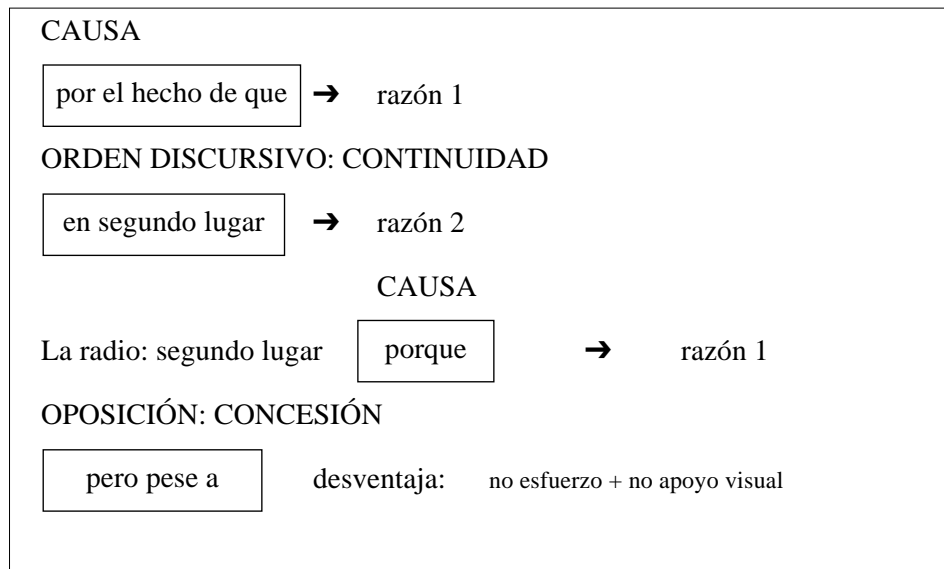 CAUSA
por el hecho de que ➔ razón 1
ORDEN DISCURSIVO: CONTINUIDAD
en segundo lugar ➔ razón 2
CAUSA
La radio: segundo lugar porque ➔ razón 1
OPOSICIÓN: CONCESIÓN
pero pese a desventaja: no esfuerzo + no apoyo visual